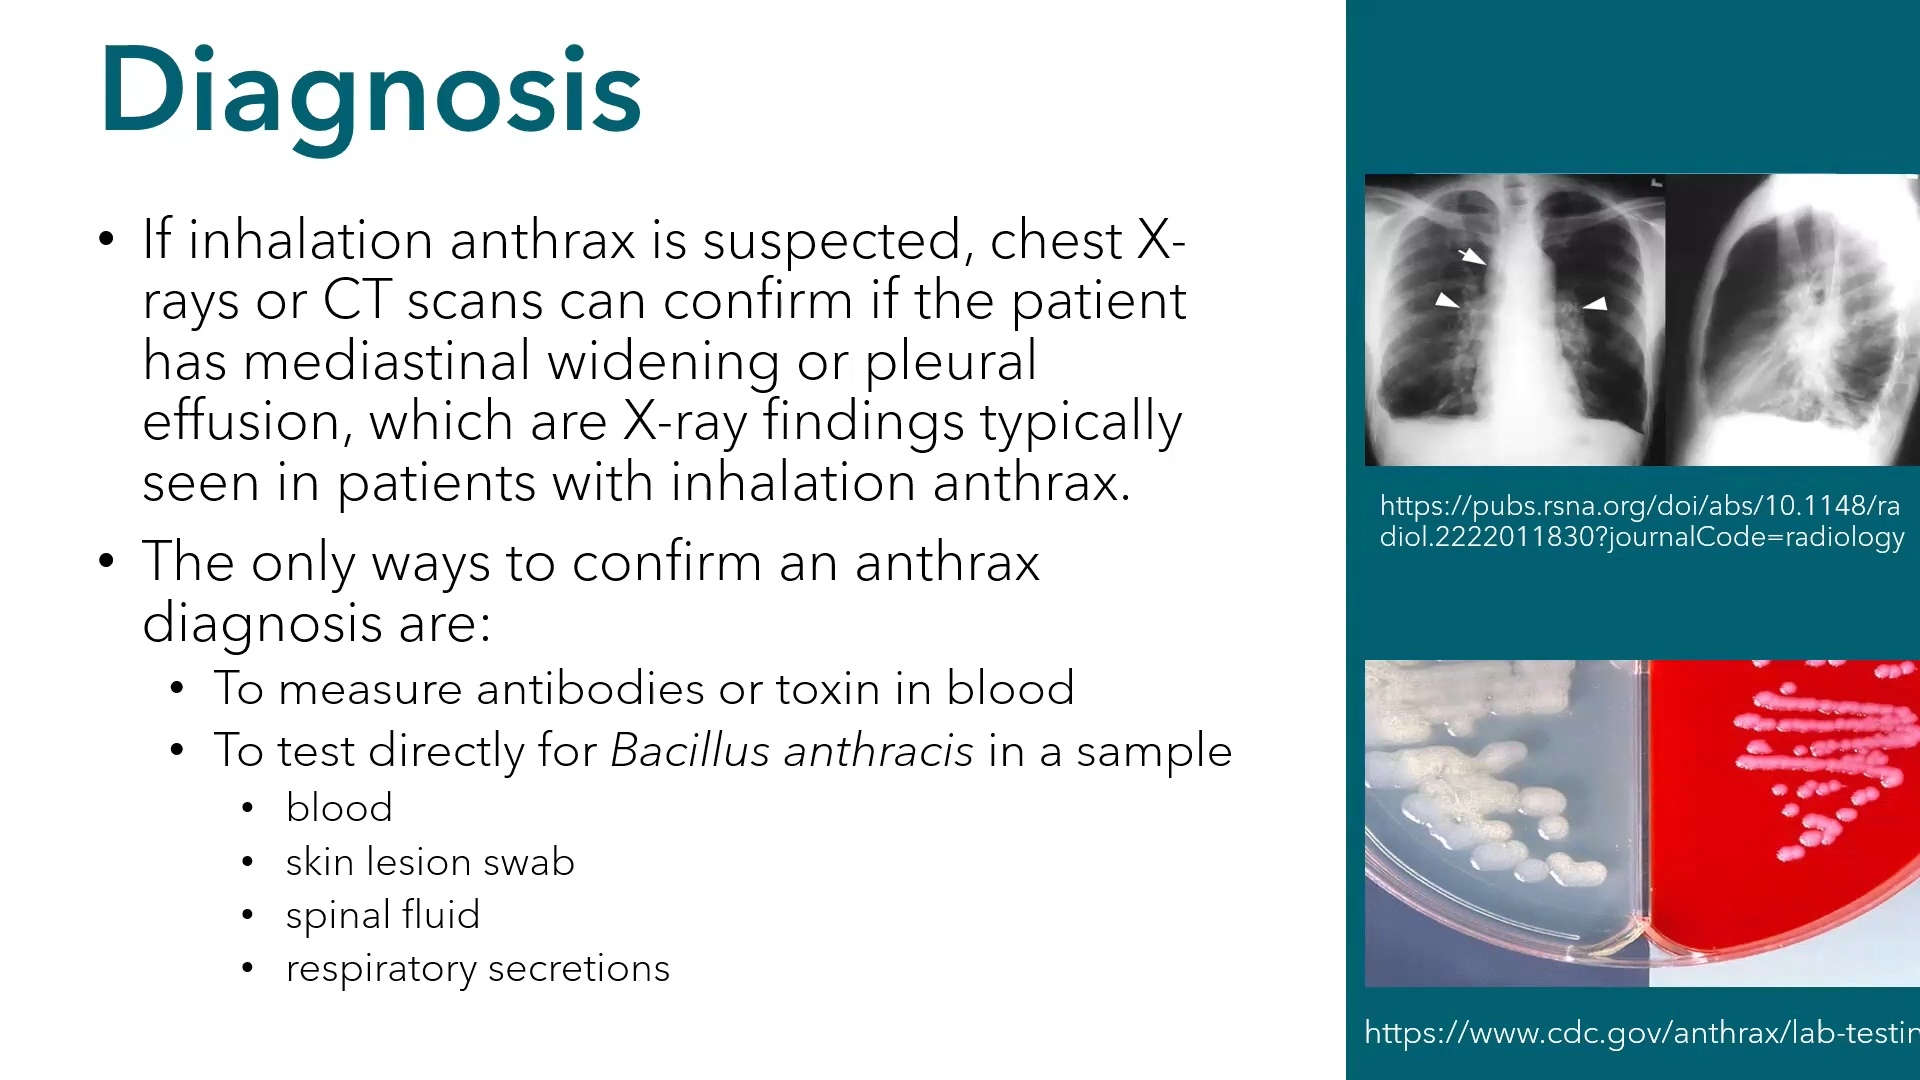 Diagnosis
• If inhalation anthrax is suspected, chest X-
rays or CT scans can confirm if the patient
has mediastinal widening or pleural
effusion, which are X-ray findings typically
seen in patients with inhalation anthrax.
• The only ways to confirm an anthrax
diagnosis are:
• To measure antibodies or toxin in blood
• To test directly for Bacillus anthracis in a sample
• blood
• skin lesion swab
• spinal fluid
• respiratory secretions
https://pubs.rsna.org/doi/abs/10.1148/ra
diol.2222011830?journalCode=radiology
https://www.cdc.gov/anthrax/lab-testin